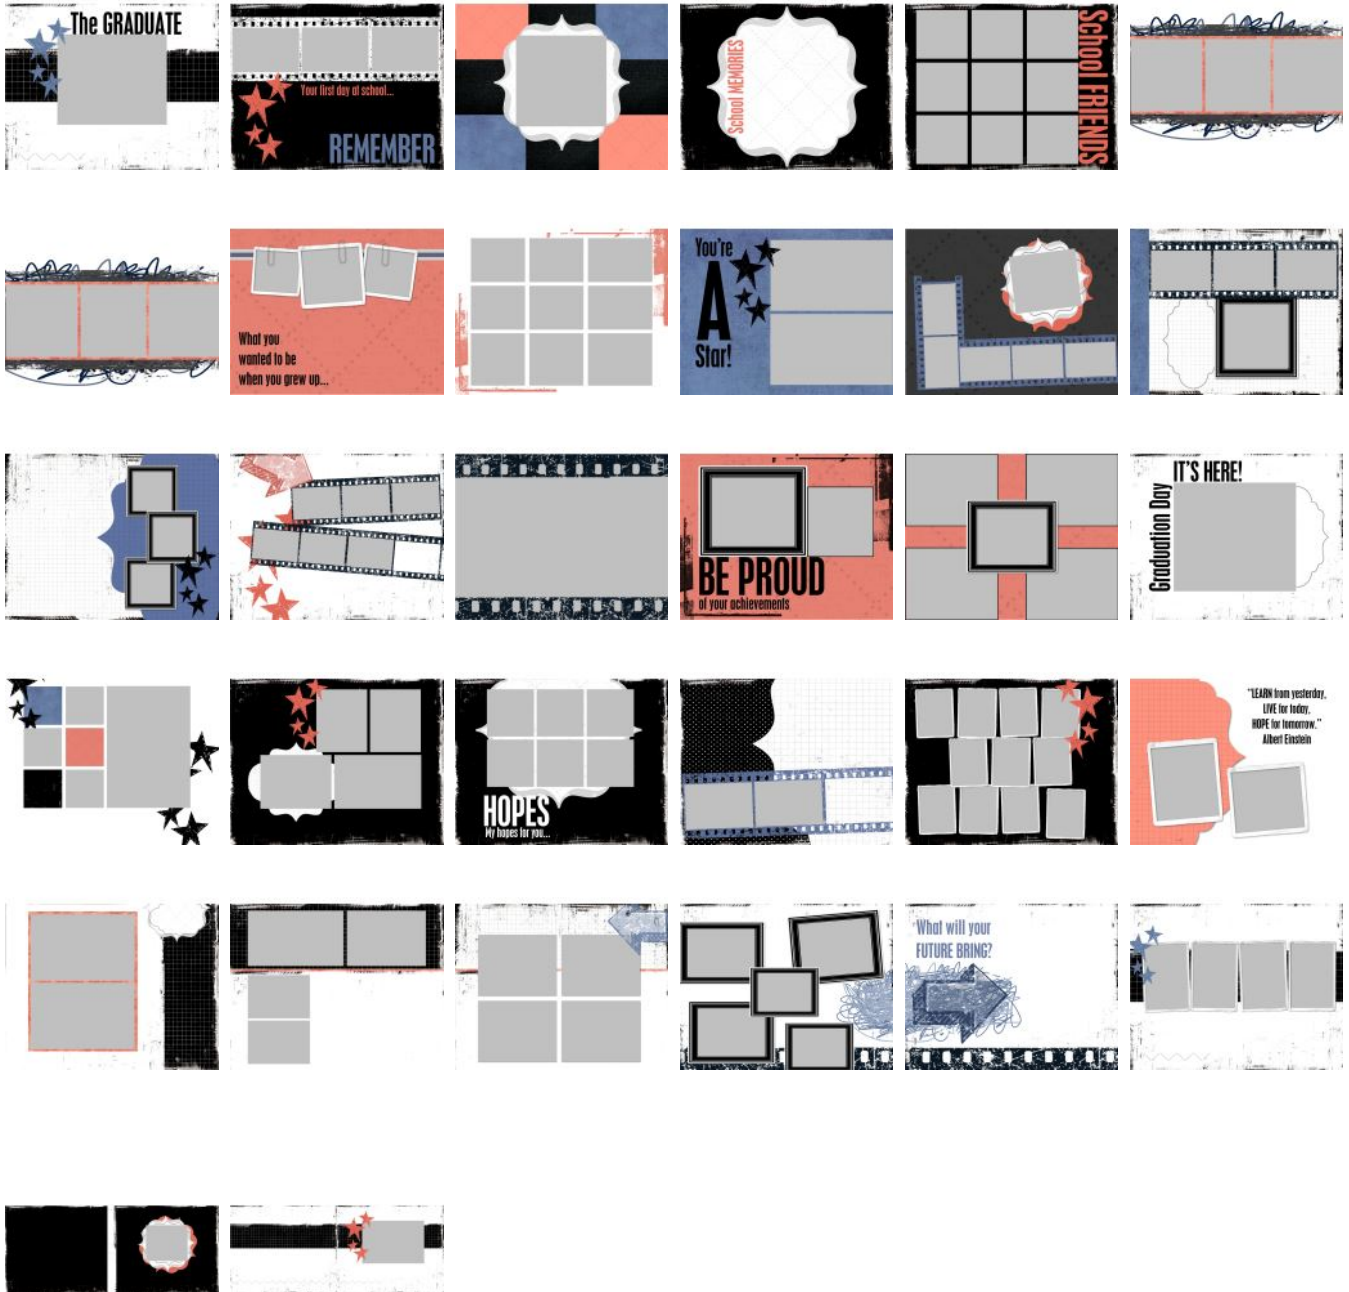 The GRADUATE
Your first day at school...
REMEMBER
School MEMORIES
School FRIENDS
What you
wanted to be
when you grew up...
You're
A
Star!
BE PROUD
of your achievements
IT'S HERE!
Graduation Day
HOPES
My hopes for you...
"LEARN from yesterday,
LIVE for today,
HOPE for tomorrow."
Albert Einstein
What will your
FUTURE BRING?